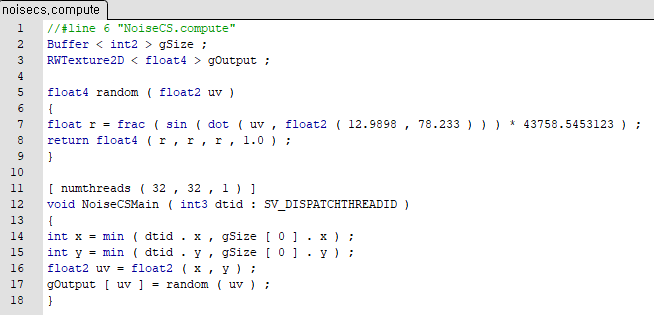 noisecs.compute
1 //#line 6 "NoiseCS.compute"
2 Buffer < int2 > gSize ;
3 RWTexture2D < float4 > gOutput ;
4
5 float4 random ( float2 uv )
6 {
7 float r = frac ( sin ( dot ( uv , float2 ( 12.9898 , 78.233 ) ) ) * 43758.5453123 ) ;
8 return float4 ( r , r , r , 1.0 ) ;
9 }
10
11 [ numthreads ( 32 , 32 , 1 ) ]
12 void NoiseCSMain ( int3 dtid : SV_DISPATCHTHREADID )
13 {
14 int x = min ( dtid . x , gSize [ 0 ] . x ) ;
15 int y = min ( dtid . y , gSize [ 0 ] . y ) ;
16 float2 uv = float2 ( x , y ) ;
17 gOutput [ uv ] = random ( uv ) ;
18 }